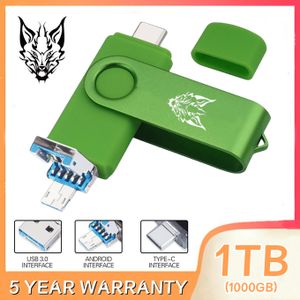 USB 3.0
INTERFACE
ANDROID
INTERFACE
TYPE-C
INTERFACE
5 YEAR WARRANTY
1TB
(1000GB)